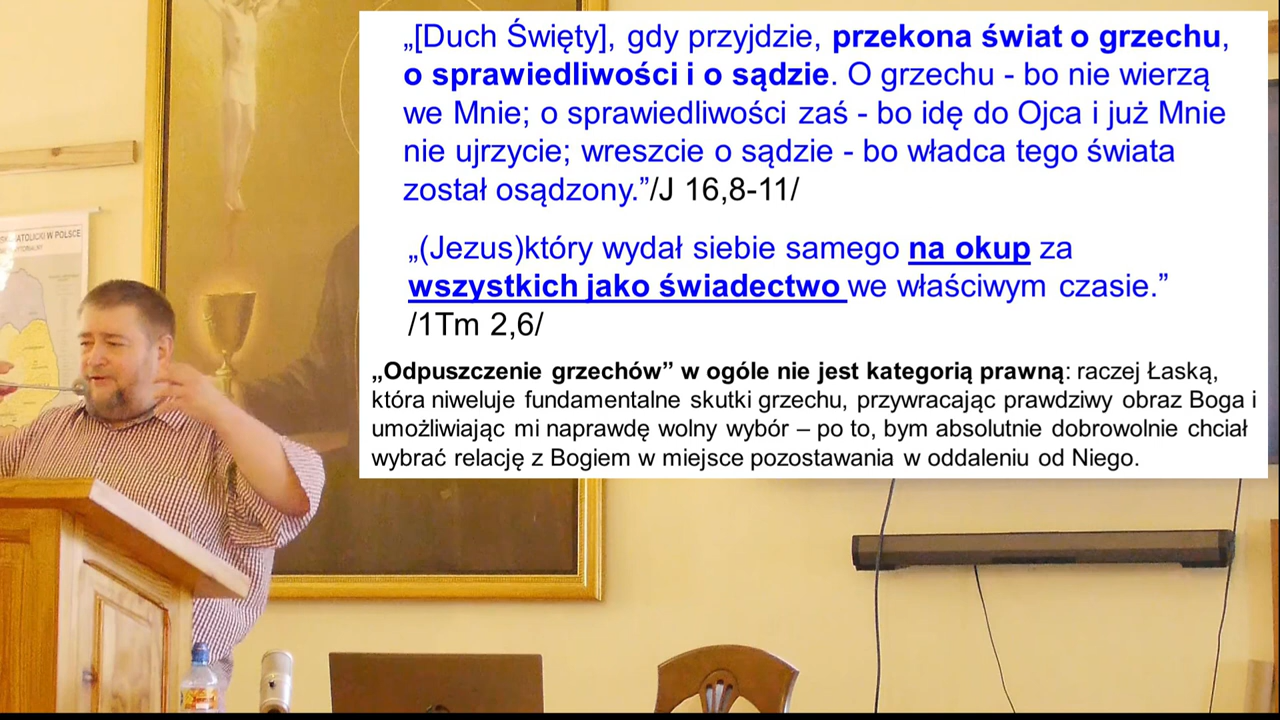 „[Duch Święty], gdy przyjdzie, przekona świat o grzechu,
o sprawiedliwości i o sądzie. O grzechu - bo nie wierzą
we Mnie; o sprawiedliwości zaś - bo idę do Ojca i już Mnie
nie ujrzycie; wreszcie o sądzie - bo władca tego świata
został osądzony.”/J 16,8-11/
„(Jezus)który wydał siebie samego na okup za
wszystkich jako świadectwo we właściwym czasie.”
/1Tm 2,6/
„Odpuszczenie grzechów” w ogóle nie jest kategorią prawną: raczej Łaską,
która niweluje fundamentalne skutki grzechu, przywracając prawdziwy obraz Boga i
umożliwiając mi naprawdę wolny wybór – po to, bym absolutnie dobrowolnie chciał
wybrać relację z Bogiem w miejsce pozostawania w oddaleniu od Niego.
ATOLICKI W POLSCE